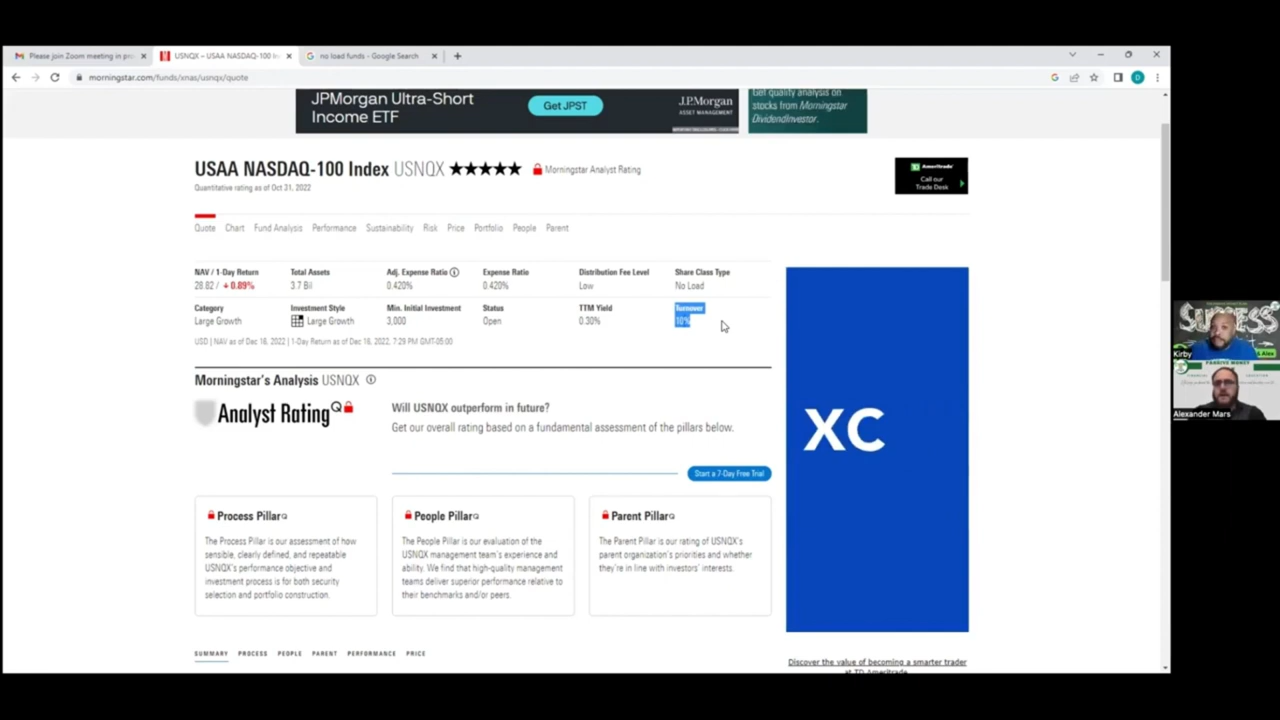 Please join Zoom meeting in pro
USNQX – USAA NASDAQ-100 In
no load funds - Google Search
morningstar.com/funds/xnas/usnqx/quote
JPMorgan Ultra-Short
Income ETF
Get JPST
J.P.Morgan
ASSET MANAGEMENT
Get quality analysis on
stocks from Morningstar
DividendInvestor.
USAA NASDAQ-100 Index USNQX ★★★★★ Morningstar Analyst Rating
Quantitative rating as of Oct 31, 2022
AMERITRADE
Call our
Trade Desk
Quote Chart Fund Analysis Performance Sustainability Risk Price Portfolio People Parent
NAV / 1-Day Return Total Assets Adj. Expense Ratio Expense Ratio Distribution Fee Level Share Class Type
28.82 / 0.89% 3.7 Bil 0.420% 0.420% Low No Load
Category Investment Style Min. Initial Investment Status TTM Yield Turnover
Large Growth Large Growth 3,000 Open 0.30% 10%
USD | NAV as of Dec 16, 2022 | 1-Day Return as of Dec 16, 2022, 7:29 PM GMT-05:00
Morningstar's Analysis USNQX
Analyst Rating Q
Will USNQX outperform in future?
Get our overall rating based on a fundamental assessment of the pillars below.
Start a 7-Day Free Trial
XC
Process Pillar Q
The Process Pillar is our assessment of how
sensible, clearly defined, and repeatable
USNQX's performance objective and
investment process is for both security
selection and portfolio construction.
People Pillar Q
The People Pillar is our evaluation of the
USNQX management team's experience and
ability. We find that high-quality management
teams deliver superior performance relative to
their benchmarks and/or peers.
Parent Pillar Q
The Parent Pillar is our rating of USNQX's
parent organization's priorities and whether
they're in line with investors' interests.
SUMMARY PROCESS PEOPLE PARENT PERFORMANCE PRICE
Discover the value of becoming a smarter trader
at TD Ameritrade
SUCCESS
Kirby
& Alex
PASSIVE MONEY
Alexander Mars